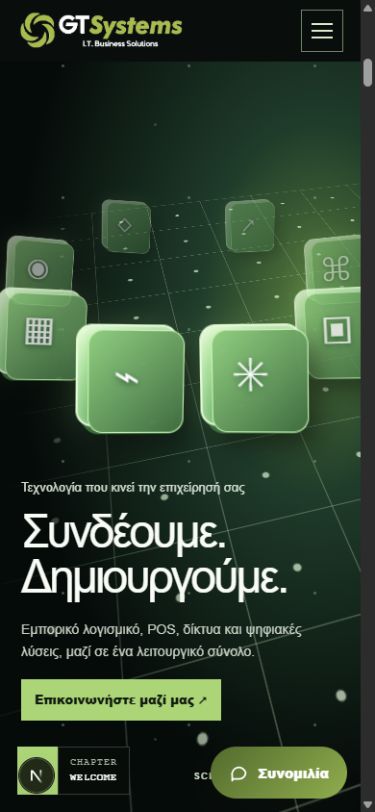 GTSystems
I.T. Business Solutions
Τεχνολογία που κινεί την επιχείρησή σας
Συνδέουμε.
Δημιουργούμε.
Εμπορικό λογισμικό, POS, δίκτυα και ψηφιακές
λύσεις, μαζί σε ένα λειτουργικό σύνολο.
Επικοινωνήστε μαζί μας ↗
N
CHAPTER
WELCOME
Συνομιλία